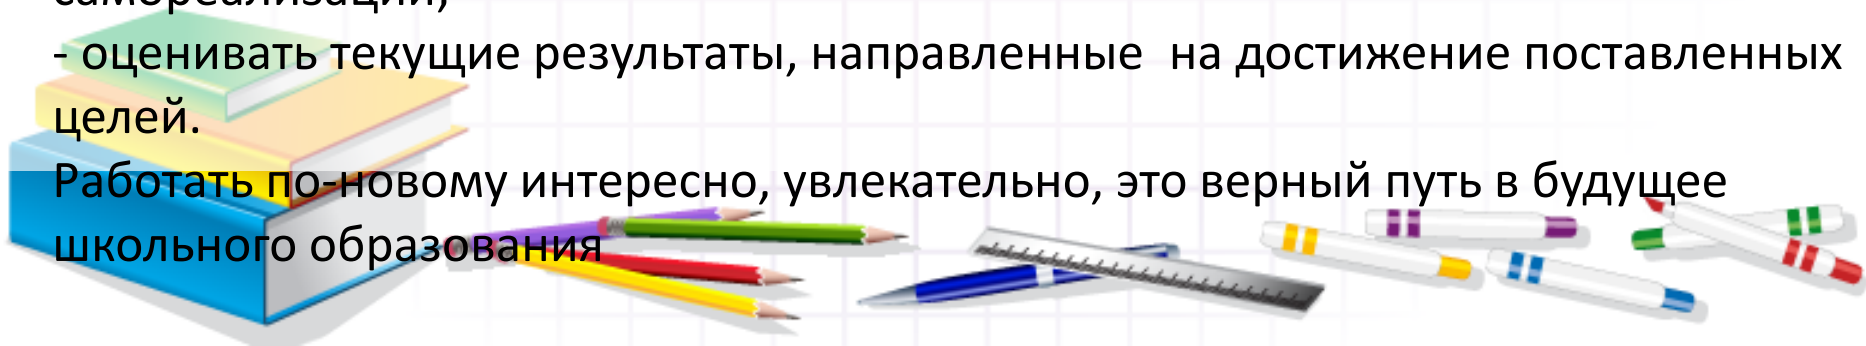 самореализации;
- оценивать текущие результаты, направленные  на достижение поставленных
целей.
Работать по-новому интересно, увлекательно, это верный путь в будущее
школьного образования